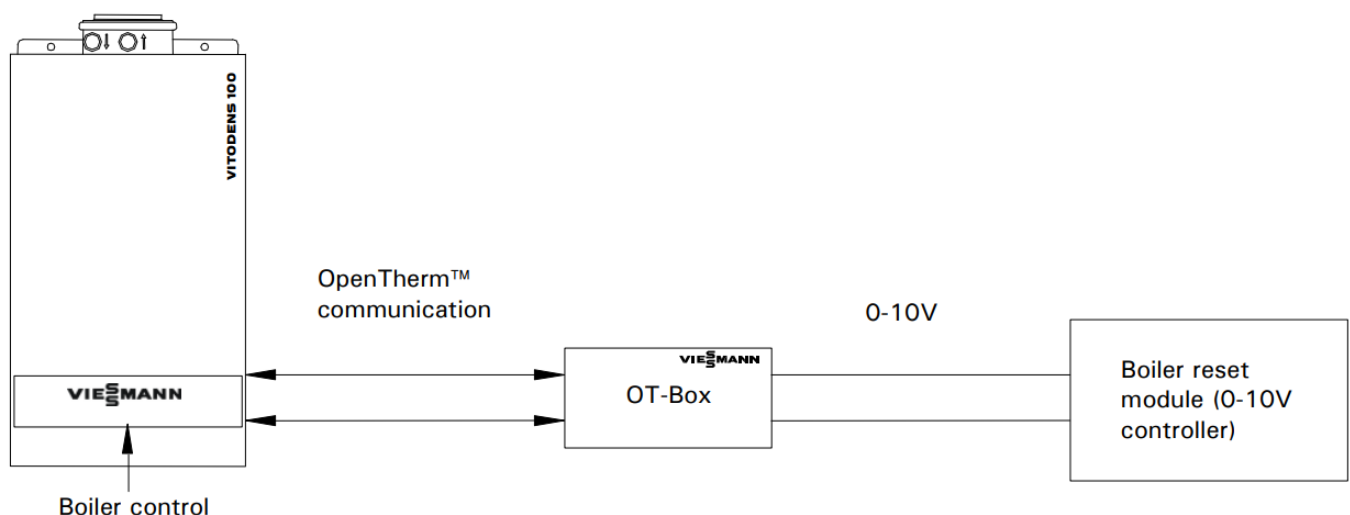 VITODENS 100
OpenTherm™
communication
0-10V
VIESSMANN
OT-Box
Boiler reset
module (0-10V
controller)
VIESSMANN
Boiler control